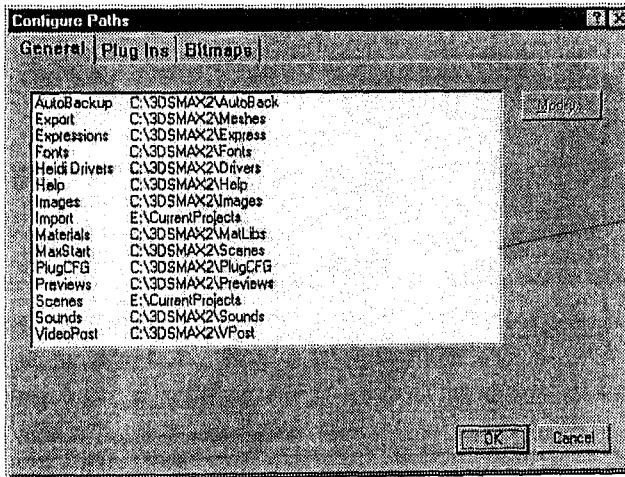 Configure Paths
General Plug Ins Bitmaps
AutoBackup C:\3DSMAX2\AutoBack
Export C:\3DSMAX2\Meshes
Expressions C:\3DSMAX2\Express
Fonts C:\3DSMAX2\Fonts
Heidi Drivers C:\3DSMAX2\Drivers
Help C:\3DSMAX2\Help
Images C:\3DSMAX2\Images
Import E:\CurrentProjects
Materials C:\3DSMAX2\MatLibs
MaxStart C:\3DSMAX2\Scenes
PlugCFG C:\3DSMAX2\PlugCFG
Previews C:\3DSMAX2\Previews
Scenes E:\CurrentProjects
Sounds C:\3DSMAX2\Sounds
VideoPost C:\3DSMAX2\VPost
Modify
OK Cancel